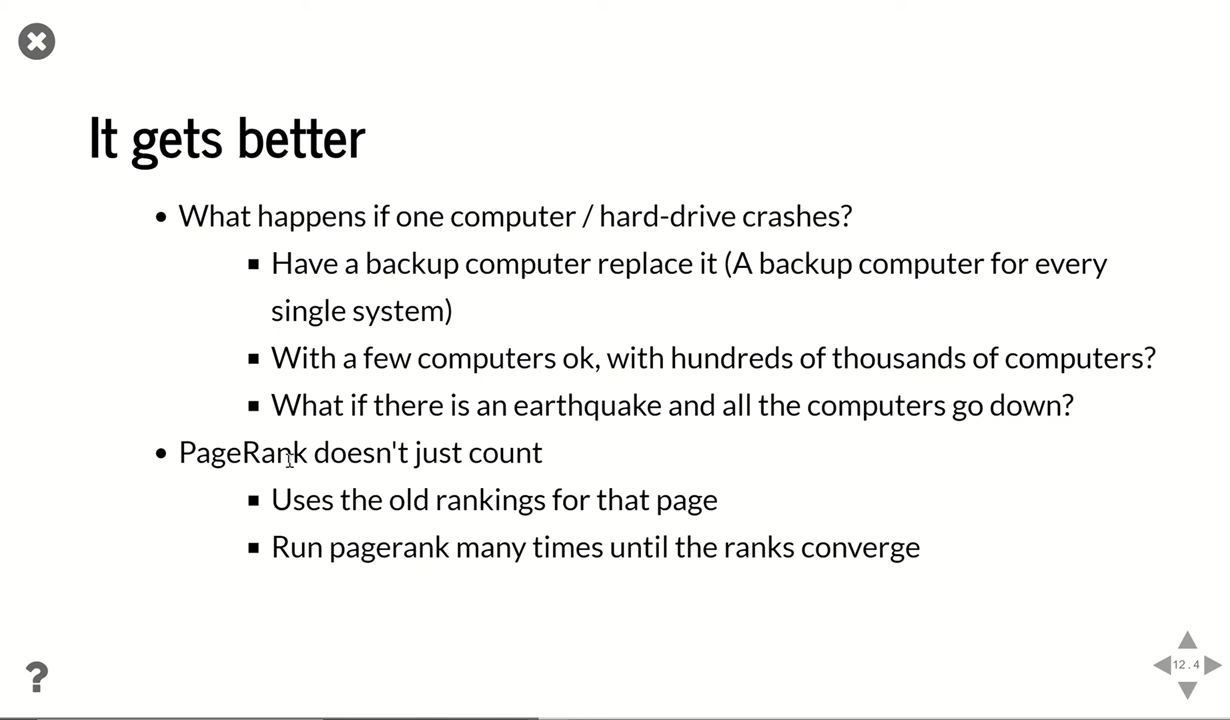 It gets better
What happens if one computer / hard-drive crashes?
Have a backup computer replace it (A backup computer for every
single system)
With a few computers ok, with hundreds of thousands of computers?
What if there is an earthquake and all the computers go down?
PageRank doesn't just count
Uses the old rankings for that page
Run pagerank many times until the ranks converge
?
12.4